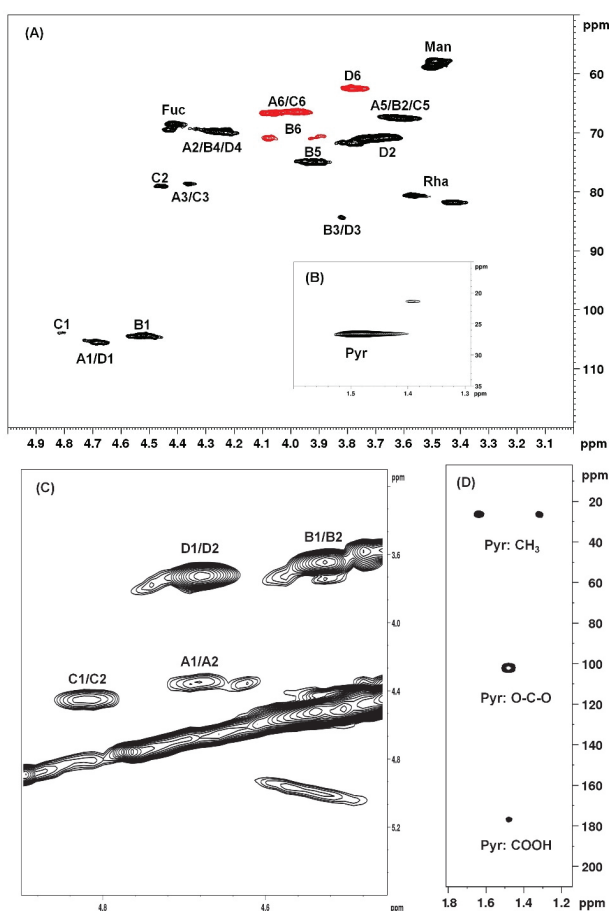 (A)
ppm
Man
D6
A6/C6
A5/B2/C5
Fuc
B6
A2/B4/D4
B5
D2
C2
A3/C3
Rha
B3/D3
C1
B1
A1/D1
60
70
80
90
100
110
4.9 4.8 4.7 4.6 4.5 4.4 4.3 4.2 4.1 4.0 3.9 3.8 3.7 3.6 3.5 3.4 3.3 3.2 3.1 ppm
(B)
ppm
Pyr
20
25
30
35
1.5 1.4 1.3
ppm
(C)
ppm
D1/D2
B1/B2
C1/C2
A1/A2
3.6
4.0
4.4
4.8
5.2
4.8 4.6 ppm
(D)
ppm
Pyr: CH3
Pyr: O-C-O
Pyr: COOH
20
40
60
80
100
120
140
160
180
200
1.8 1.6 1.4 1.2 ppm